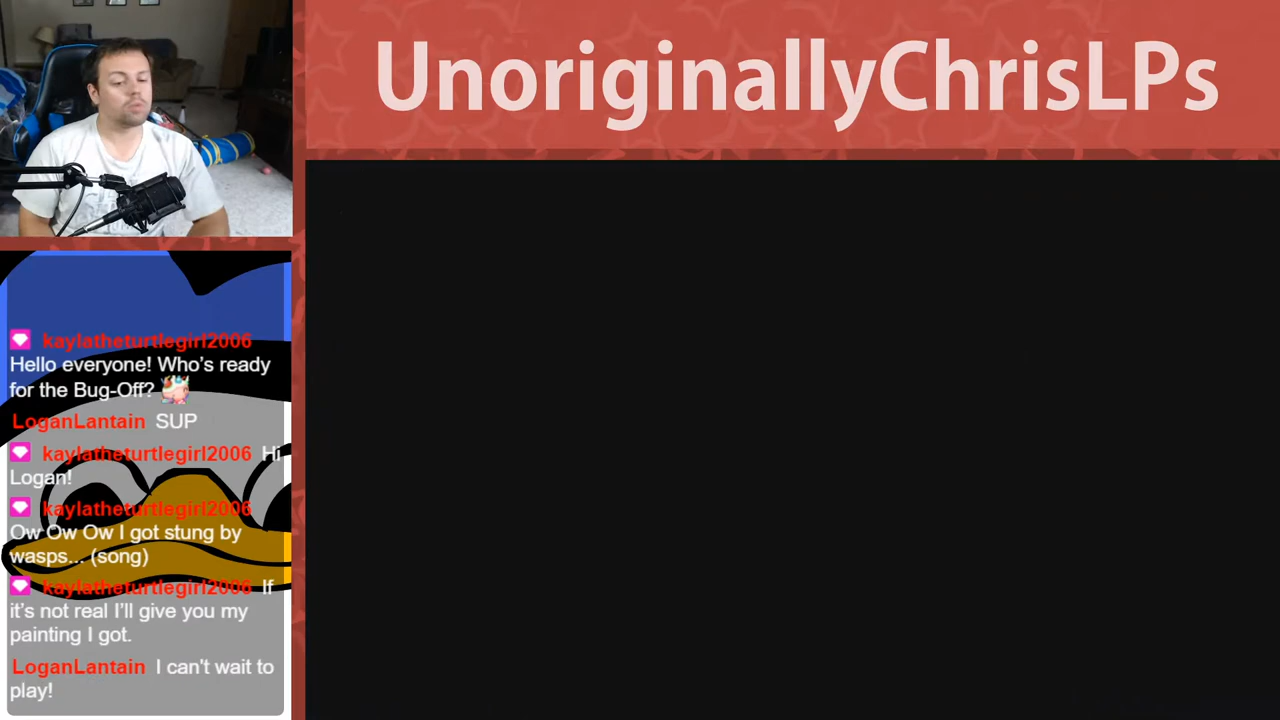 UnoriginallyChrisLPs
kaylatheturtlegirl2006
Hello everyone! Who's ready
for the Bug-Off?
LoganLantain SUP
kaylatheturtlegirl2006 Hi
Logan!
kaylatheturtlegirl2006
Ow Ow Ow I got stung by
wasps... (song)
kaylatheturtlegirl2006 If
it's not real I'll give you my
painting I got.
LoganLantain I can't wait to
play!